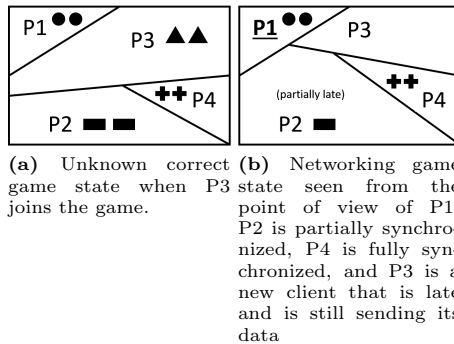 P1
P3
P4
P2
(a) Unknown correct
game state when P3
joins the game.
P1
P3
P4
(partially late)
P2
(b) Networking game
state seen from the
point of view of P1.
P2 is partially synchro-
nized, P4 is fully syn-
chronized, and P3 is a
new client that is late
and is still sending its
data